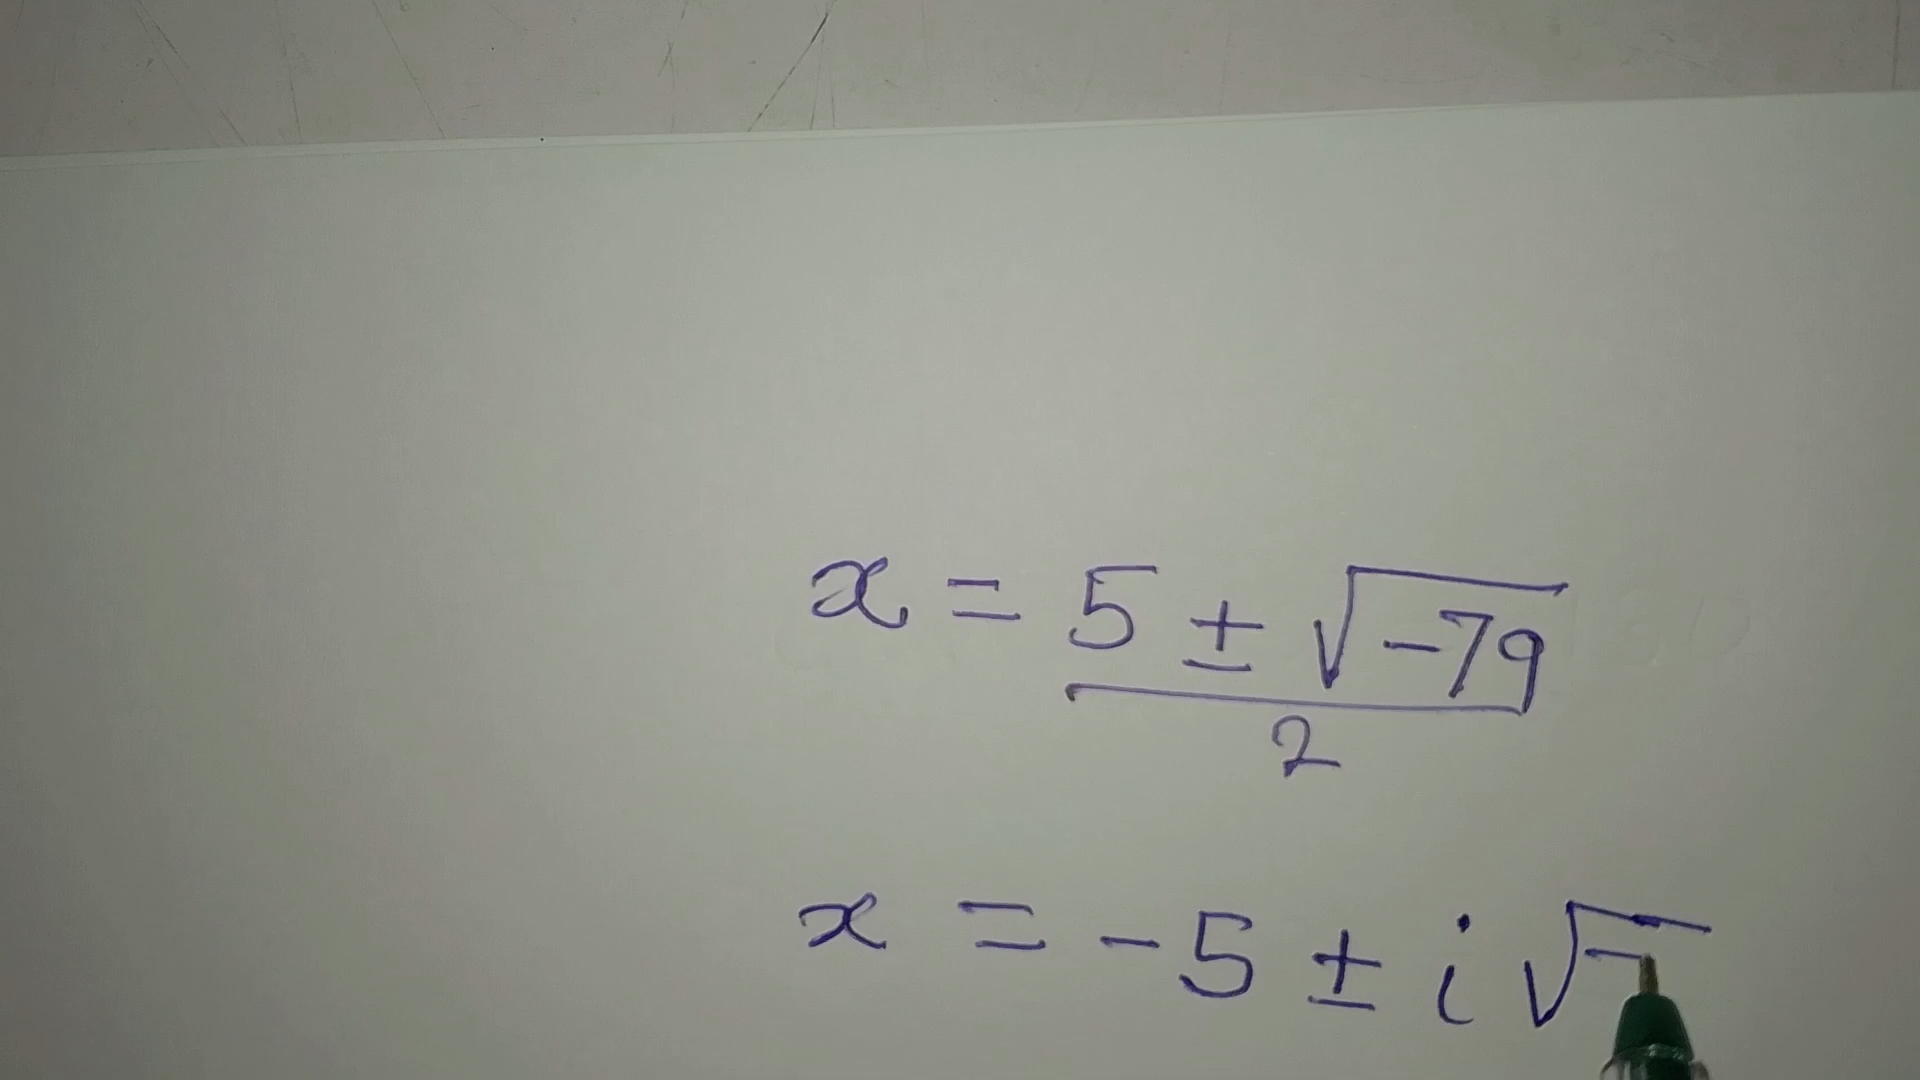 x = 5 ± √-79
2
x = -5 ± i √